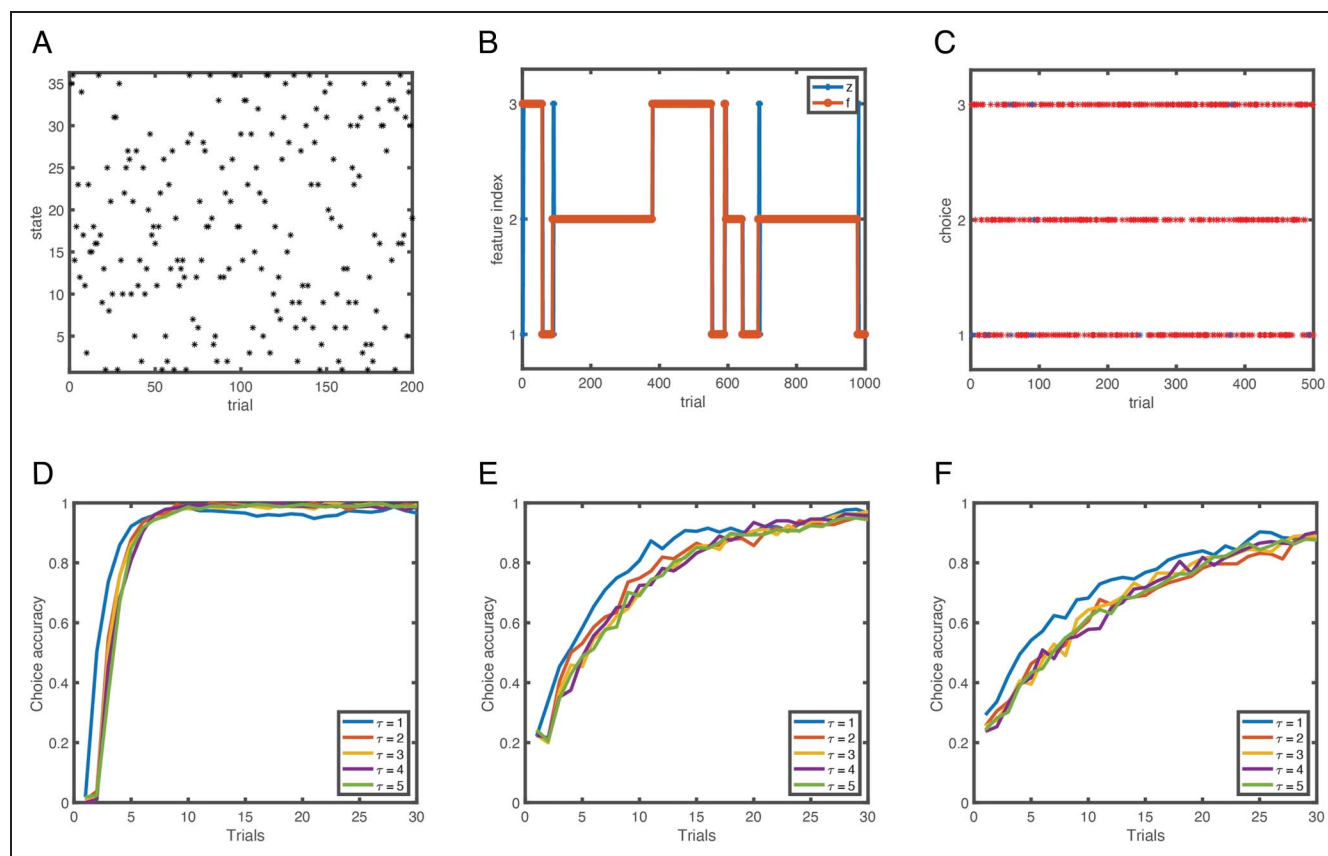 A
35
30
25
20
15
10
5
0 50 100 150 200
state
trial
B
3
2
1
0 200 400 600 800 1000
feature index
trial
z
f
C
3
2
1
0 100 200 300 400 500
choice
trial
D
1
0.8
0.6
0.4
0.2
0
0 5 10 15 20 25 30
Choice accuracy
Trials
τ = 1
τ = 2
τ = 3
τ = 4
τ = 5
E
1
0.8
0.6
0.4
0.2
0
0 5 10 15 20 25 30
Choice accuracy
Trials
τ = 1
τ = 2
τ = 3
τ = 4
τ = 5
F
1
0.8
0.6
0.4
0.2
0
0 5 10 15 20 25 30
Choice accuracy
Trials
τ = 1
τ = 2
τ = 3
τ = 4
τ = 5